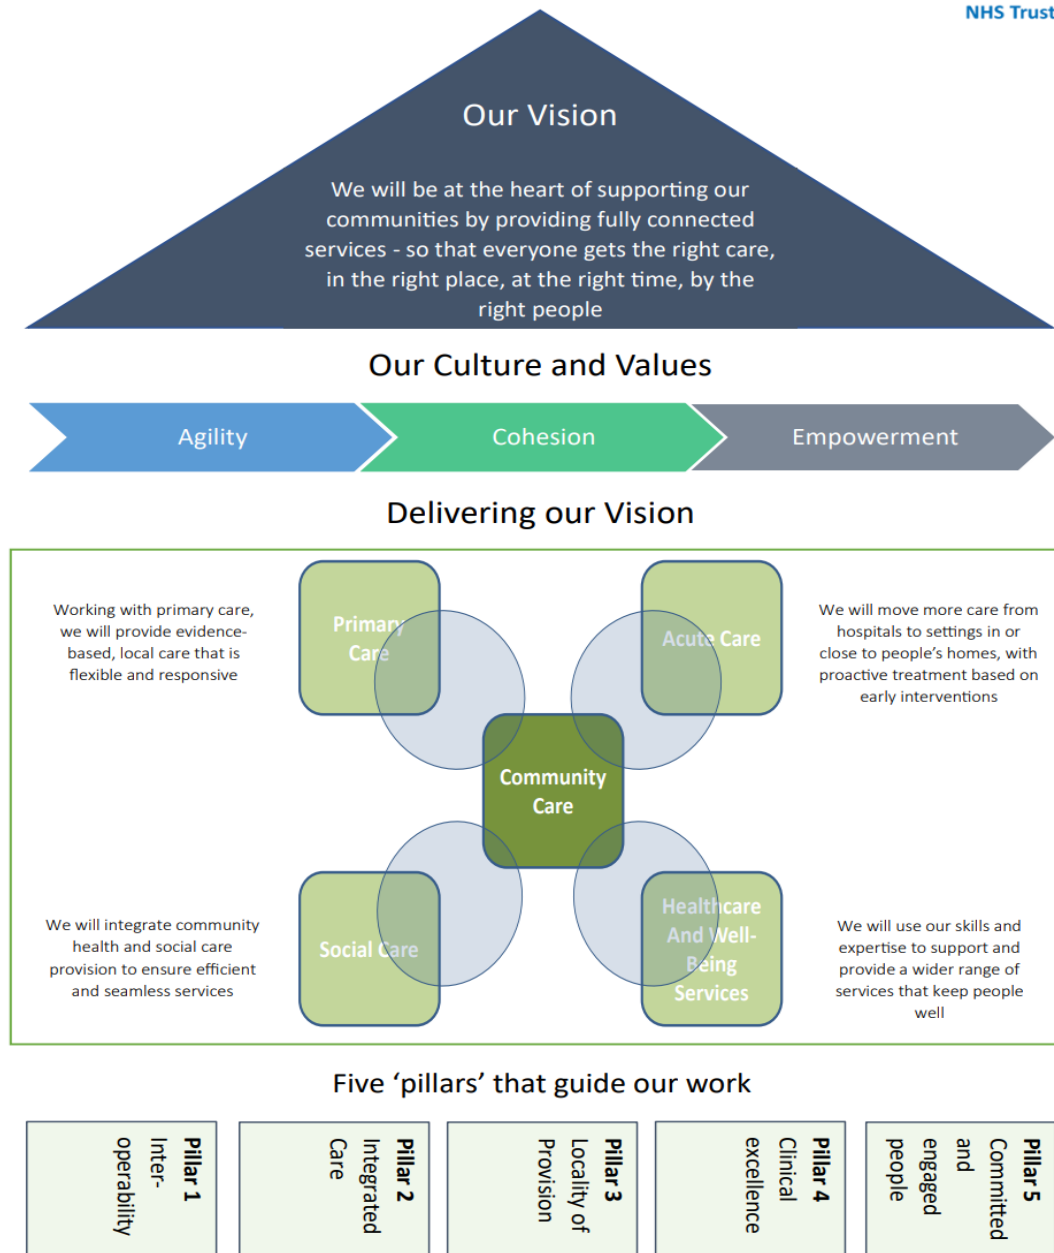 NHS Trust
Our Vision
We will be at the heart of supporting our
communities by providing fully connected
services - so that everyone gets the right care,
in the right place, at the right time, by the
right people
Our Culture and Values
Agility
Cohesion
Empowerment
Delivering our Vision
Working with primary care,
we will provide evidence-
based, local care that is
flexible and responsive
Primary
Care
Acute Care
We will move more care from
hospitals to settings in or
close to people's homes, with
proactive treatment based on
early interventions
Community
Care
We will integrate community
health and social care
provision to ensure efficient
and seamless services
Social Care
Healthcare
And Well-
Being
Services
We will use our skills and
expertise to support and
provide a wider range of
services that keep people
well
Five ‘pillars’ that guide our work
Pillar 1
Inter-
operability
Pillar 2
Integrated
Care
Pillar 3
Locality of
Provision
Pillar 4
Clinical
excellence
Pillar 5
Committed
and
engaged
people